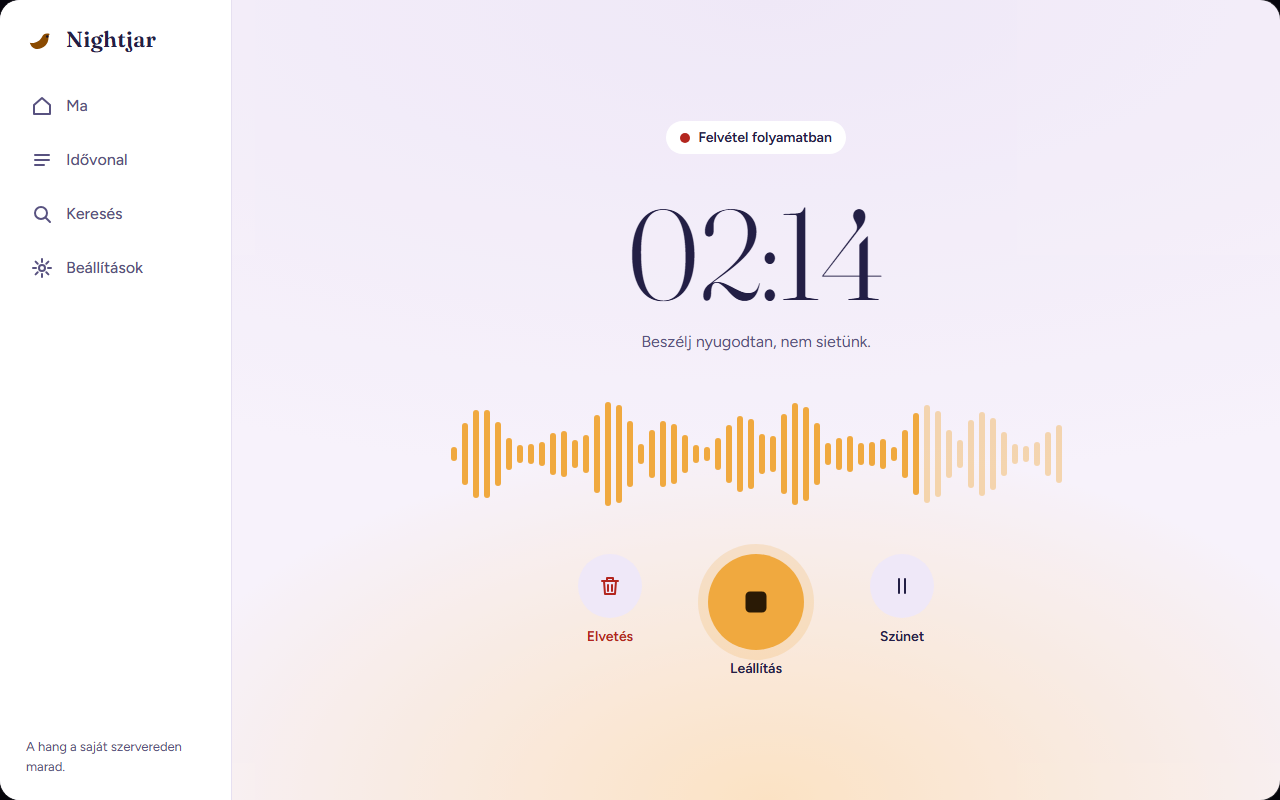 Nightjar
Ma
Idővonal
Keresés
Beállítások
A hang a saját szervereden
marad.
Felvétel folyamatban
02:14
Beszélj nyugodtan, nem sietünk.
Elvetés
Leállítás
Szünet